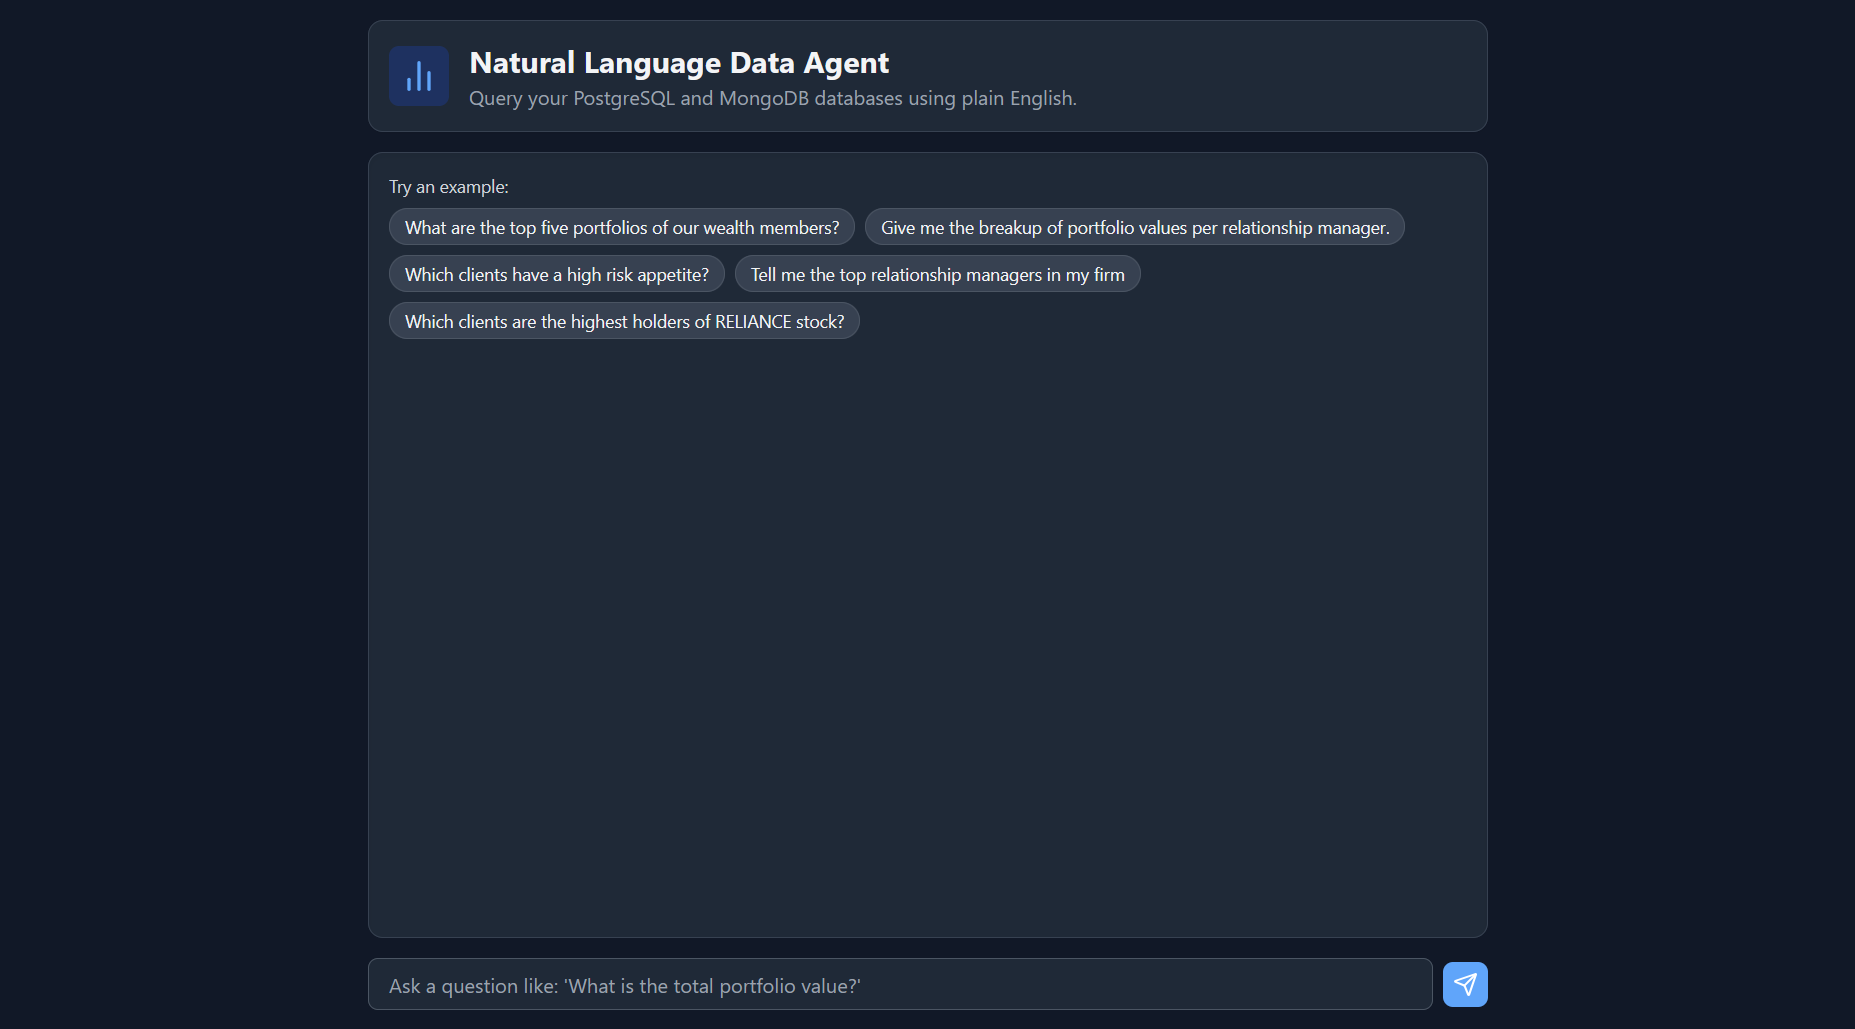 Natural Language Data Agent
Query your PostgreSQL and MongoDB databases using plain English.
Try an example:
What are the top five portfolios of our wealth members?
Give me the breakup of portfolio values per relationship manager.
Which clients have a high risk appetite?
Tell me the top relationship managers in my firm
Which clients are the highest holders of RELIANCE stock?
Ask a question like: 'What is the total portfolio value?'